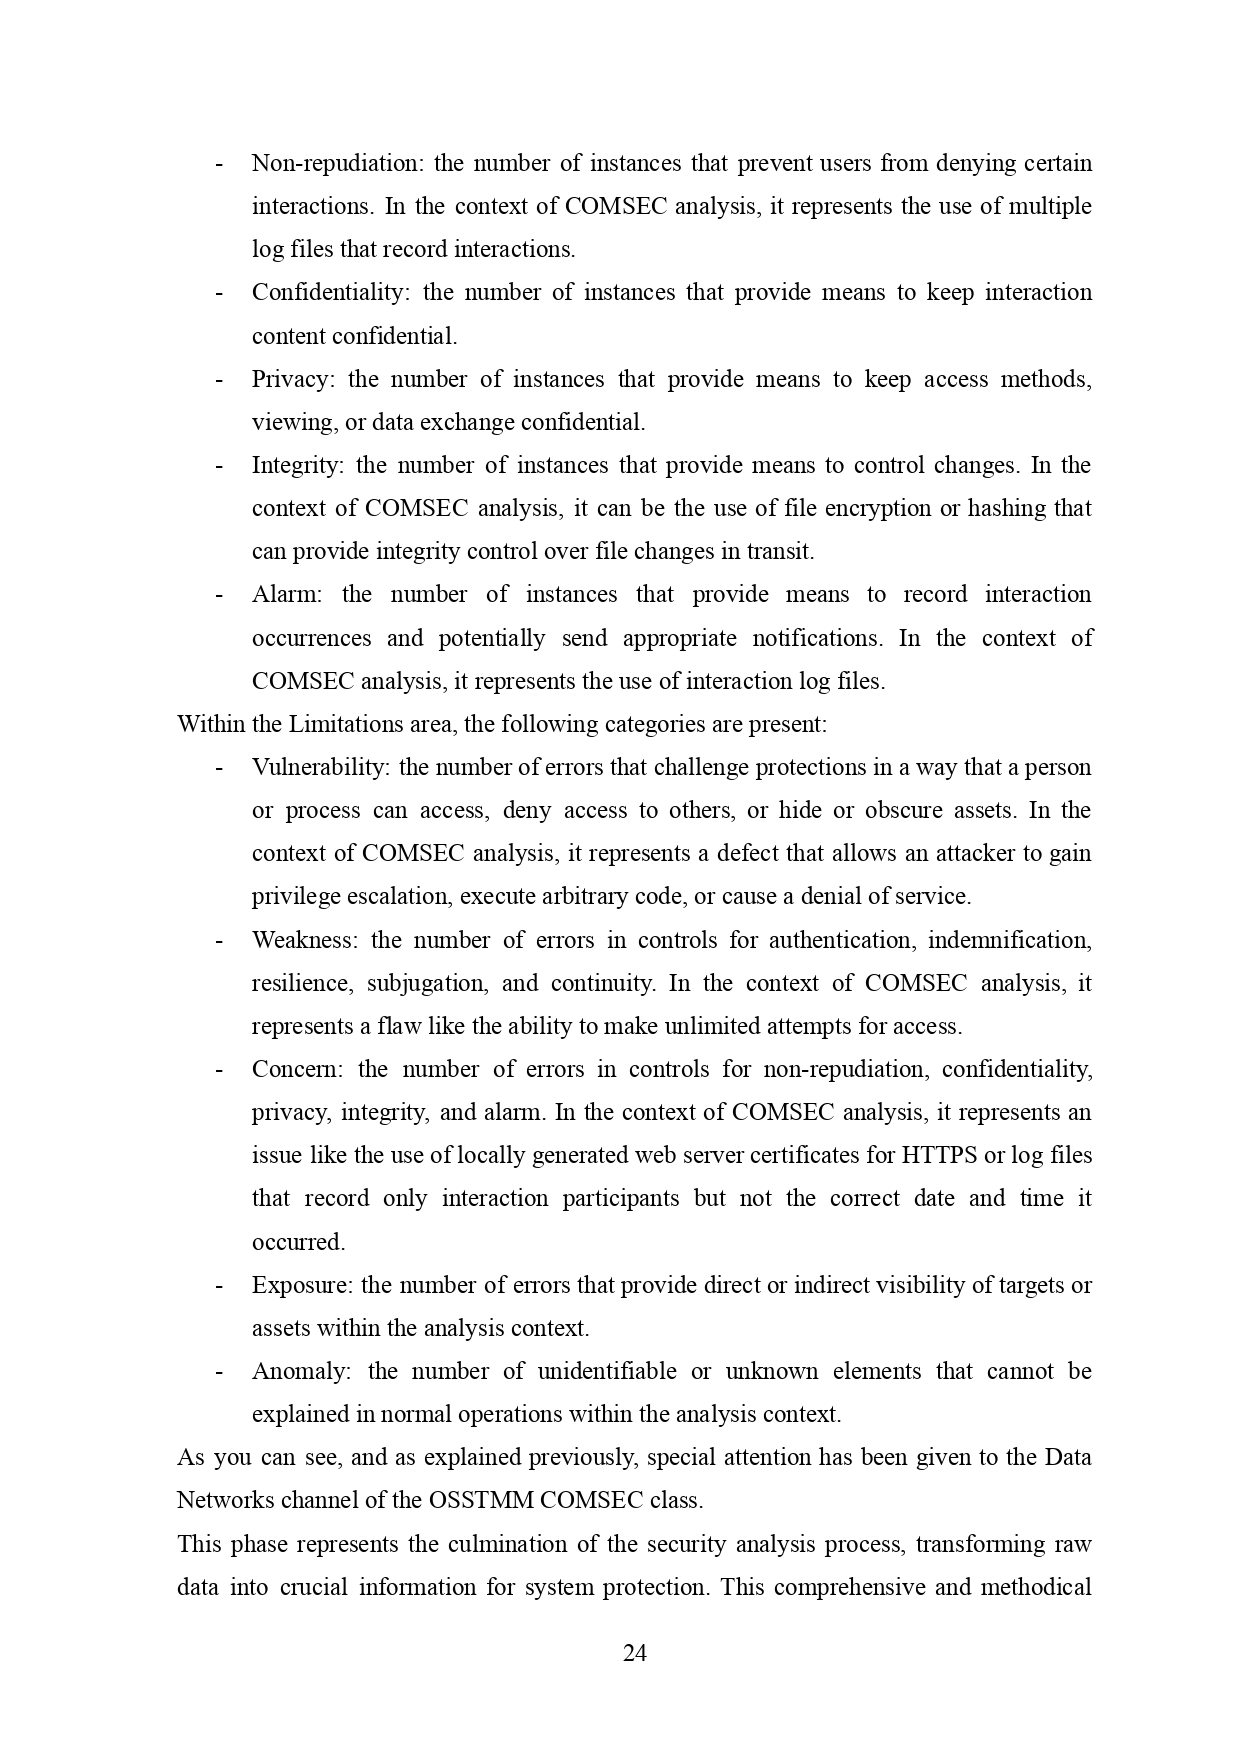 - Non-repudiation: the number of instances that prevent users from denying certain
interactions. In the context of COMSEC analysis, it represents the use of multiple
log files that record interactions.
- Confidentiality: the number of instances that provide means to keep interaction
content confidential.
- Privacy: the number of instances that provide means to keep access methods,
viewing, or data exchange confidential.
- Integrity: the number of instances that provide means to control changes. In the
context of COMSEC analysis, it can be the use of file encryption or hashing that
can provide integrity control over file changes in transit.
- Alarm: the number of instances that provide means to record interaction
occurrences and potentially send appropriate notifications. In the context of
COMSEC analysis, it represents the use of interaction log files.
Within the Limitations area, the following categories are present:
- Vulnerability: the number of errors that challenge protections in a way that a person
or process can access, deny access to others, or hide or obscure assets. In the
context of COMSEC analysis, it represents a defect that allows an attacker to gain
privilege escalation, execute arbitrary code, or cause a denial of service.
- Weakness: the number of errors in controls for authentication, indemnification,
resilience, subjugation, and continuity. In the context of COMSEC analysis, it
represents a flaw like the ability to make unlimited attempts for access.
- Concern: the number of errors in controls for non-repudiation, confidentiality,
privacy, integrity, and alarm. In the context of COMSEC analysis, it represents an
issue like the use of locally generated web server certificates for HTTPS or log files
that record only interaction participants but not the correct date and time it
occurred.
- Exposure: the number of errors that provide direct or indirect visibility of targets or
assets within the analysis context.
- Anomaly: the number of unidentifiable or unknown elements that cannot be
explained in normal operations within the analysis context.
As you can see, and as explained previously, special attention has been given to the Data
Networks channel of the OSSTMM COMSEC class.
This phase represents the culmination of the security analysis process, transforming raw
data into crucial information for system protection. This comprehensive and methodical
24